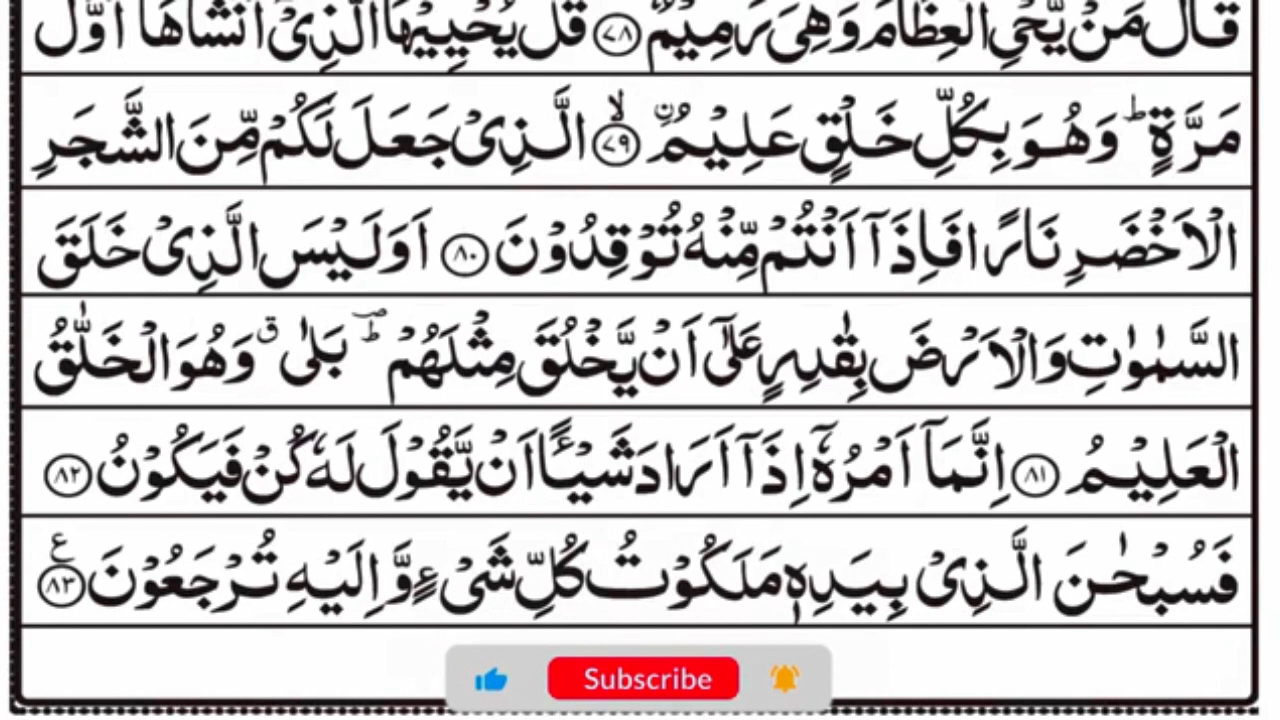 قَالَ مَنْ يُّحْيِ الْعِظَامَ وَهِىَ رَمِيْمٌ ﴿۷۸﴾ قُلْ يُحْيِيْهَا الَّذِىْۤ اَنْشَاَهَاۤ اَوَّلَ
مَرَّةٍ ؕ وَهُوَ بِكُلِّ خَلْقٍ عَلِيْمُ ۨ ۙ ﴿۷۹﴾ الَّذِىْ جَعَلَ لَكُمْ مِّنَ الشَّجَرِ
الْاَخْضَرِ نَارًا فَاِذَاۤ اَنْتُمْ مِّنْهُ تُوْقِدُوْنَ ﴿۸۰﴾ اَوَلَيْسَ الَّذِىْ خَلَقَ
السَّمٰوٰتِ وَالْاَرْضَ بِقٰدِرٍ عَلٰۤى اَنْ يَّخْلُقَ مِثْلَهُمْ ؕؔ بَلٰى ق وَهُوَ الْخَلّٰقُ
الْعَلِيْمُ ﴿۸۱﴾ اِنَّمَاۤ اَمْرُهٗۤ اِذَاۤ اَرَادَ شَيْـًٔا اَنْ يَّقُوْلَ لَهٗ كُنْ فَيَكُوْنُ ﴿۸۲﴾
فَسُبْحٰنَ الَّذِىْ بِيَدِهٖ مَلَكُوْتُ كُلِّ شَىْءٍ وَّاِلَيْهِ تُرْجَعُوْنَ ﴿۸۳﴾ ع
Subscribe